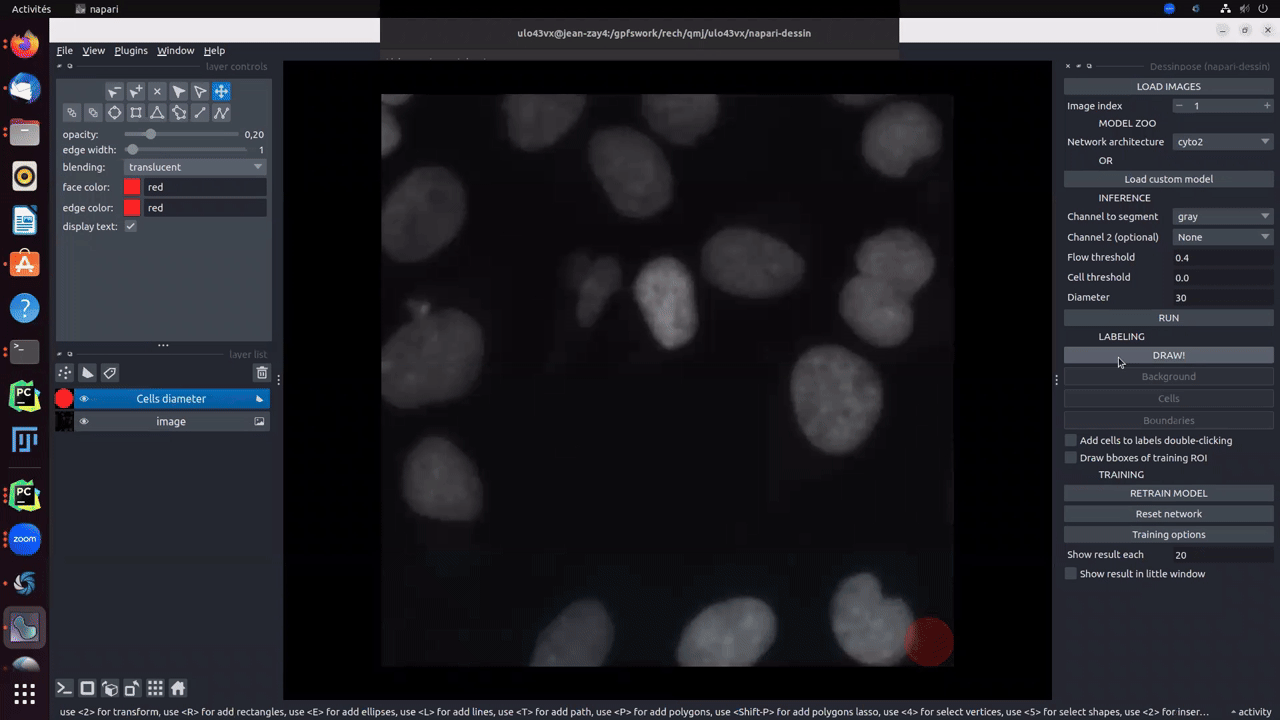 Activités
napari
ulo43vx@jean-zay4:/gpfswork/rech/qmj/ulo43vx/napari-dessin
File View Plugins Window Help
layer controls
opacity: 0,20
edge width: 1
blending: translucent
face color: red
edge color: red
display text:
layer list
Cells diameter
image
Dessinpose (napari-dessin)
LOAD IMAGES
Image index 1
MODEL ZOO
Network architecture cyto2
OR
Load custom model
INFERENCE
Channel to segment gray
Channel 2 (optional) None
Flow threshold 0.4
Cell threshold 0.0
Diameter 30
RUN
LABELING
DRAW!
Background
Cells
Boundaries
Add cells to labels double-clicking
Draw bboxes of training ROI
TRAINING
RETRAIN MODEL
Reset network
Training options
Show result each 20
Show result in little window
zoom
use <2> for transform, use <R> for add rectangles, use <E> for add ellipses, use <L> for add lines, use <T> for add path, use <P> for add polygons, use <Shift-P> for add polygons lasso, use <4> for select vertices, use <5> for select shapes, use <2> for inser...
activity